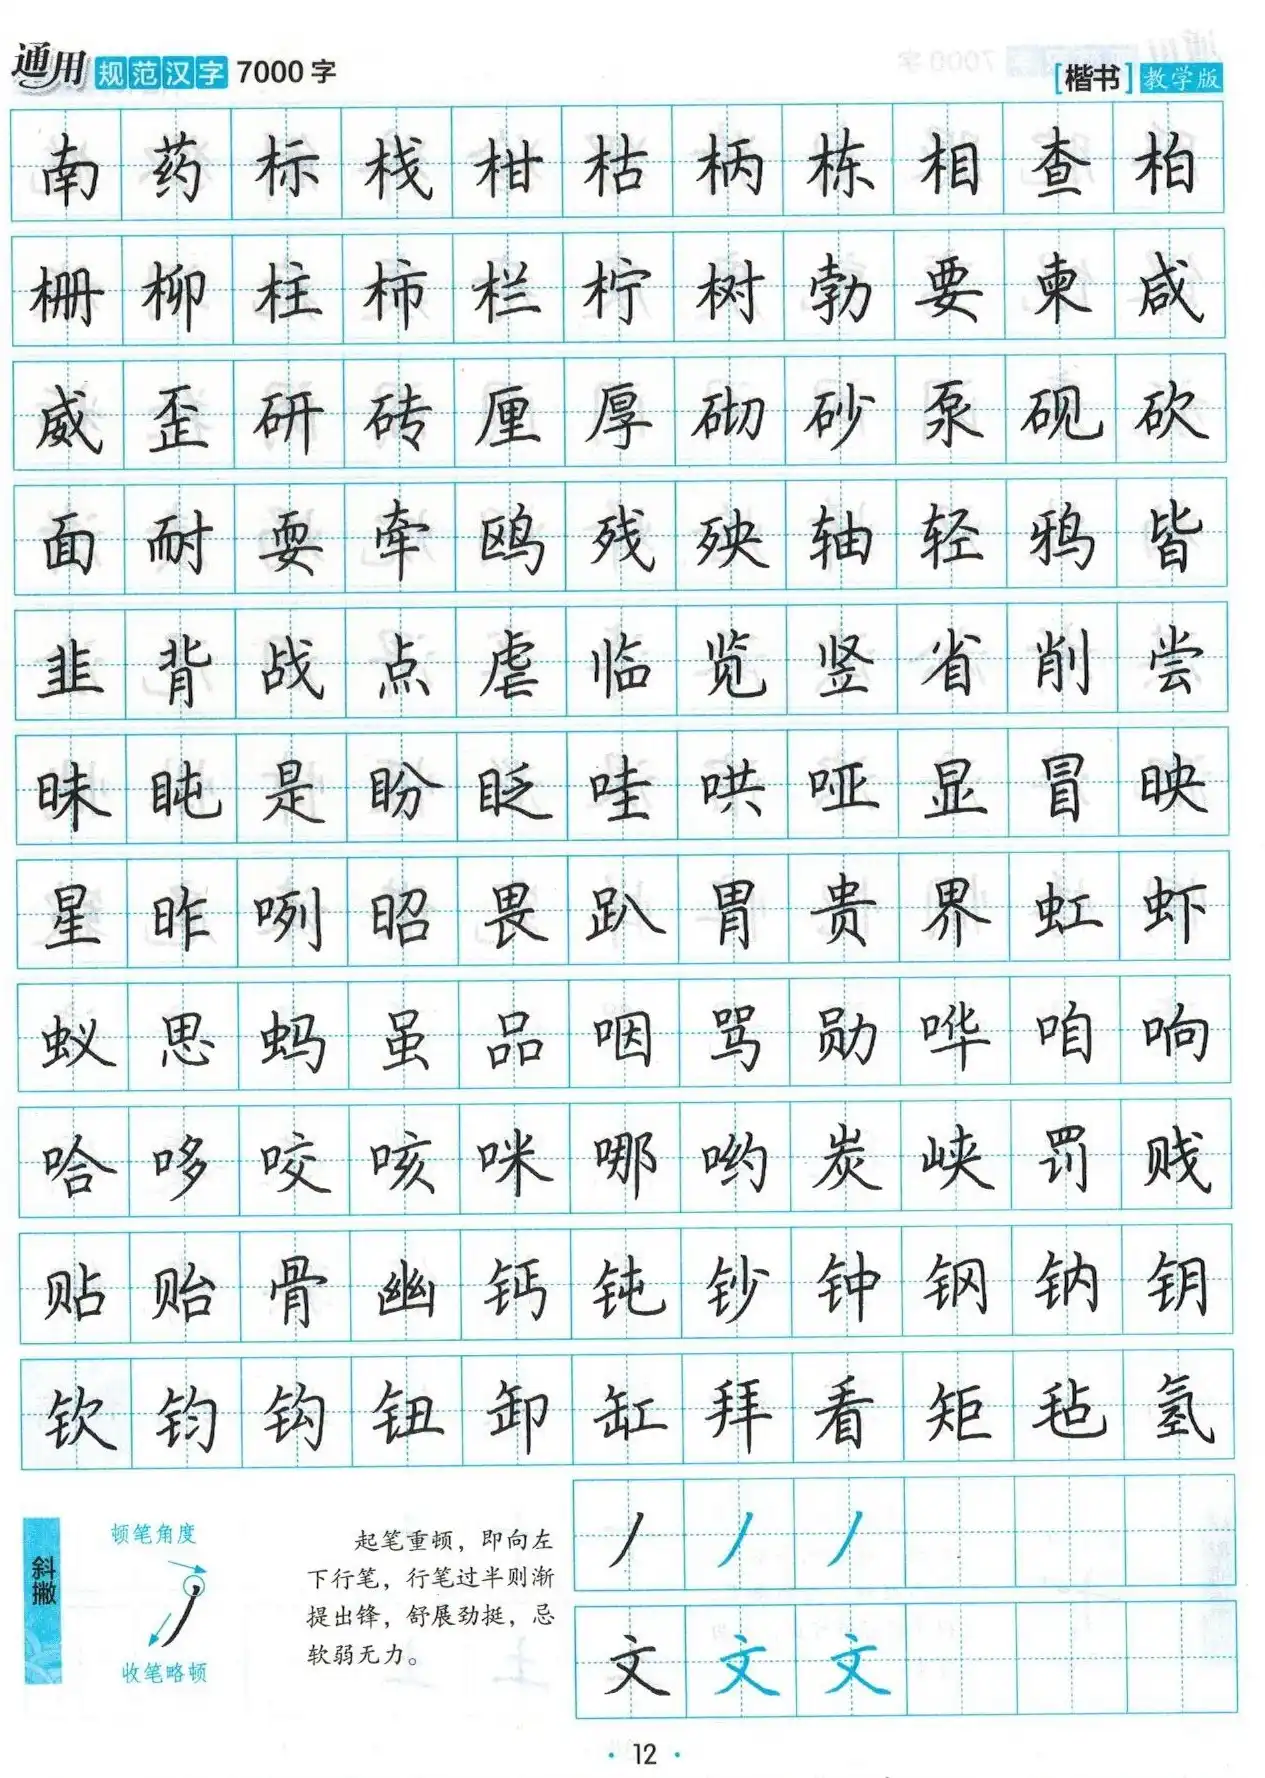 通用规范汉字7000字 [楷书]教学版
南药标栈柑枯柄栋相查柏
栅柳柱柿栏柠树勃要柬咸
威歪研砖厘厚砌砂泵砚砍
面耐耍牵鸥残殃轴轻鸦皆
韭背战点虐临览竖省削尝
昧盹是盼眨哇哄哑显冒映
星昨咧昭畏趴胃贵界虹虾
蚁思蚂虽品咽骂勋哗咱响
哈哆咬咳咪哪哟炭峡罚贱
贴贻骨幽钙钝钞钟钢钠钥
钦钧钩钮卸缸拜看矩毡氢
斜撇
顿笔角度
收笔略顿
起笔重顿，即向左
下行笔，行笔过半则渐
提出锋，舒展劲挺，忌
软弱无力。
丿丿丿
文文文
·12·